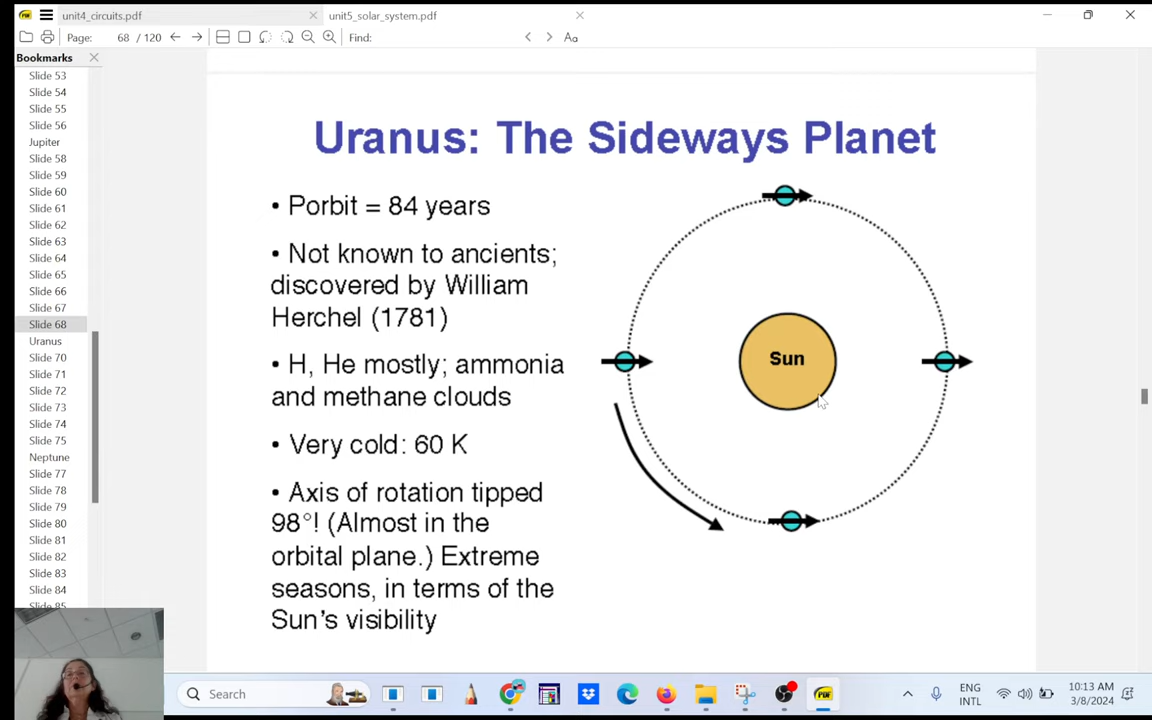 unit4_circuits.pdf
unit5_solar_system.pdf
Page: 68 / 120
Find:
Aa
Bookmarks
Slide 53
Slide 54
Slide 55
Slide 56
Jupiter
Slide 58
Slide 59
Slide 60
Slide 61
Slide 62
Slide 63
Slide 64
Slide 65
Slide 66
Slide 67
Slide 68
Uranus
Slide 70
Slide 71
Slide 72
Slide 73
Slide 74
Slide 75
Neptune
Slide 77
Slide 78
Slide 79
Slide 80
Slide 81
Slide 82
Slide 83
Slide 84
Slide 85
Uranus: The Sideways Planet
• Porbit = 84 years
• Not known to ancients;
discovered by William
Herchel (1781)
• H, He mostly; ammonia
and methane clouds
• Very cold: 60 K
• Axis of rotation tipped
98°! (Almost in the
orbital plane.) Extreme
seasons, in terms of the
Sun's visibility
Sun
Search
PDF
ENG
INTL
10:13 AM
3/8/2024